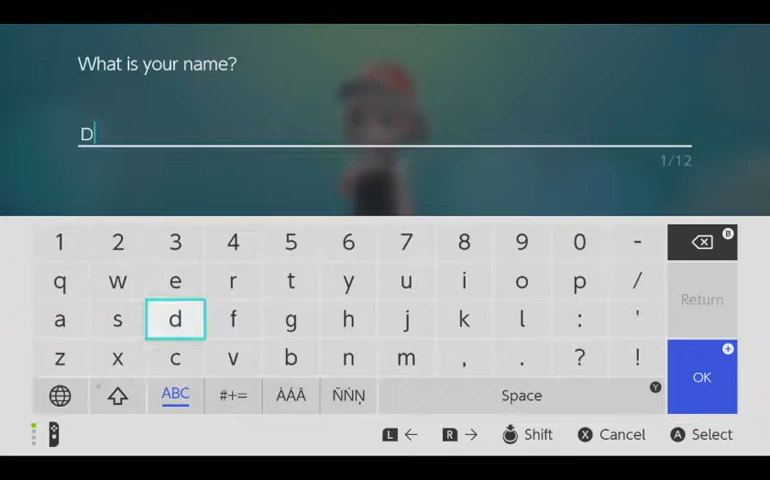 What is your name?
D
1/12
1 2 3 4 5 6 7 8 9 0 - B
q w e r t y u i o p / Return
a s d f g h j k l : '
z x c v b n m , . ? ! + OK
ABC #+= ÀÁÂ ÑŃŅ Space Y
L ← R → Shift X Cancel A Select